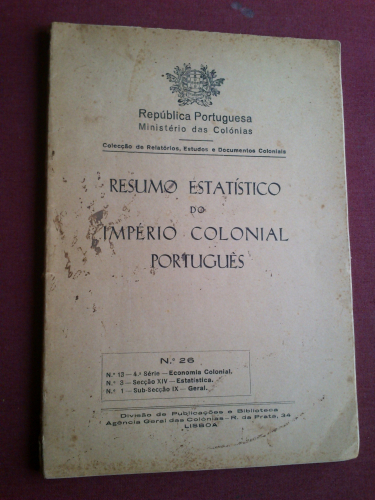 República Portuguesa
Ministério das Colónias
Colecção de Relatórios, Estudos e Documentos Coloniais
RESUMO ESTATÍSTICO
DO
IMPÉRIO COLONIAL
PORTUGUÊS
N.º 26
N.º 13 — 4.ª Série — Economia Colonial.
N.º 3 — Secção XIV — Estatística.
N.º 1 — Sub-Secção IX — Geral.
Divisão de Publicações e Biblioteca
Agência Geral das Colónias — R. da Prata, 34
LISBOA